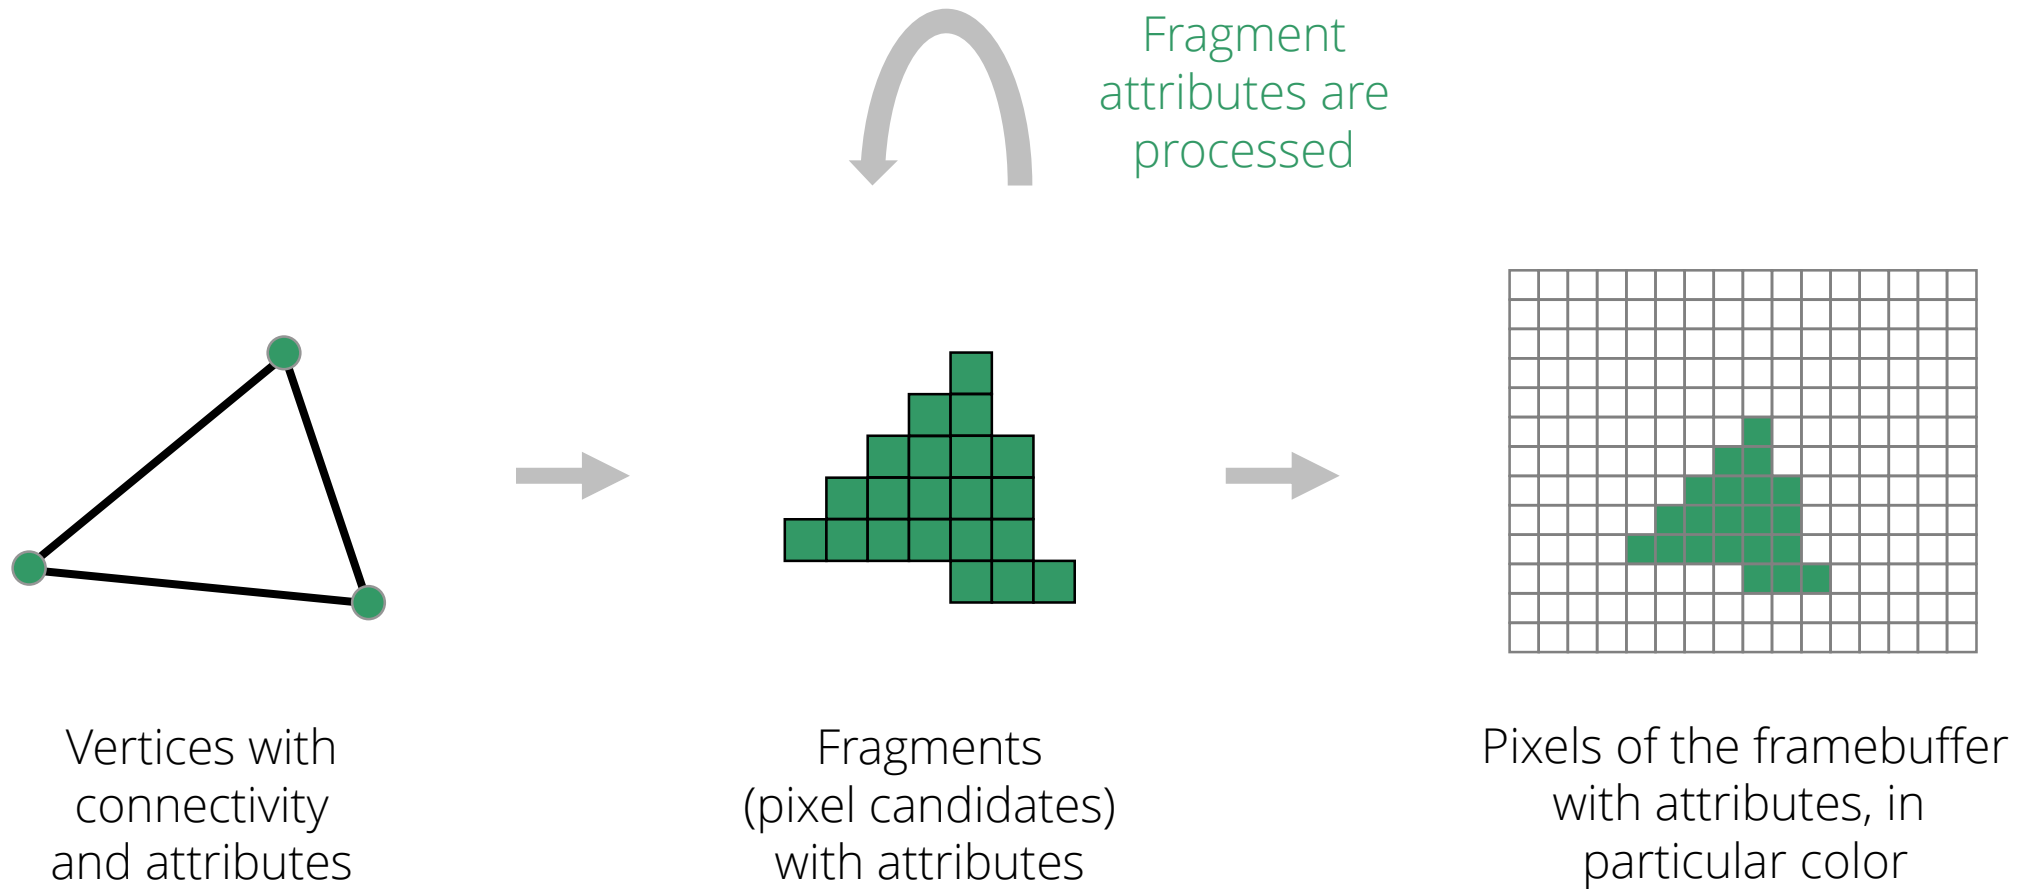 Fragment
attributes are
processed
Vertices with
connectivity
and attributes
Fragments
(pixel candidates)
with attributes
Pixels of the framebuffer
with attributes, in
particular color